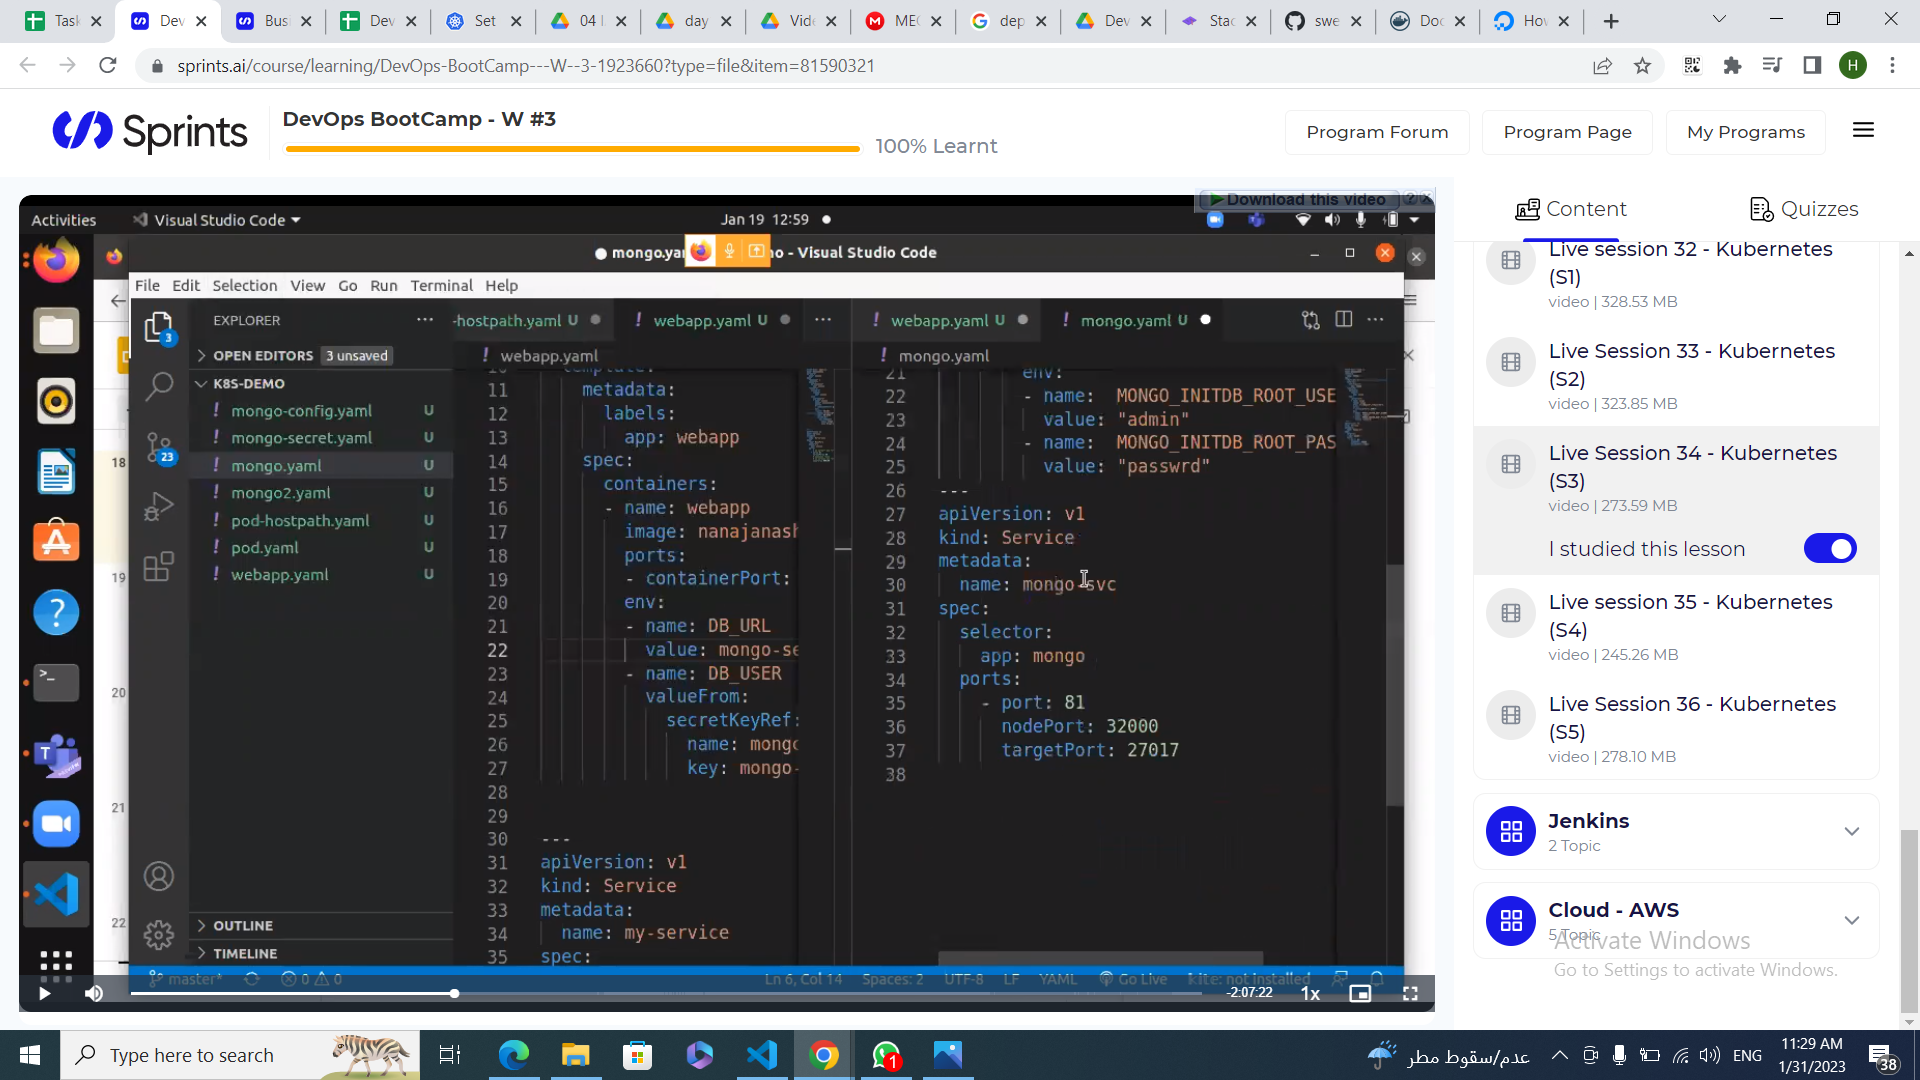 Task
Dev
Busi
Dev
Set
04 I
day
Vide
MEG
dep
Dev
Stac
swe
Doc
How
sprints.ai/course/learning/DevOps-BootCamp---W--3-1923660?type=file&item=81590321
H
Sprints
DevOps BootCamp - W #3
100% Learnt
Program Forum
Program Page
My Programs
Download this video
Activities
Visual Studio Code
Jan 19 12:59
mongo.ya
o - Visual Studio Code
File Edit Selection View Go Run Terminal Help
EXPLORER
OPEN EDITORS 3 unsaved
K8S-DEMO
mongo-config.yaml U
mongo-secret.yaml U
mongo.yaml U
mongo2.yaml U
pod-hostpath.yaml U
pod.yaml U
webapp.yaml U
OUTLINE
TIMELINE
3
23
18
19
20
21
22
-hostpath.yaml U
webapp.yaml U
webapp.yaml
11 metadata:
12 labels:
13 app: webapp
14 spec:
15 containers:
16 - name: webapp
17 image: nanajanash
18 ports:
19 - containerPort:
20 env:
21 - name: DB_URL
22 value: mongo-se
23 - name: DB_USER
24 valueFrom:
25 secretKeyRef:
26 name: mongo
27 key: mongo-
28
29
30 ---
31 apiVersion: v1
32 kind: Service
33 metadata:
34 name: my-service
35 spec:
webapp.yaml U
mongo.yaml U
mongo.yaml
21 env:
22 - name: MONGO_INITDB_ROOT_USE
23 value: "admin"
24 - name: MONGO_INITDB_ROOT_PAS
25 value: "passwrd"
26 ---
27 apiVersion: v1
28 kind: Service
29 metadata:
30 name: mongo-svc
31 spec:
32 selector:
33 app: mongo
34 ports:
35 - port: 81
36 nodePort: 32000
37 targetPort: 27017
38
master* 0 0
Ln 6, Col 14 Spaces: 2 UTF-8 LF YAML Go Live kite: not installed
-2:07:22
1x
Content
Quizzes
Live session 32 - Kubernetes
(S1)
video | 328.53 MB
Live Session 33 - Kubernetes
(S2)
video | 323.85 MB
Live Session 34 - Kubernetes
(S3)
video | 273.59 MB
I studied this lesson
Live session 35 - Kubernetes
(S4)
video | 245.26 MB
Live Session 36 - Kubernetes
(S5)
video | 278.10 MB
Jenkins
2 Topic
Cloud - AWS
5 Topic
Activate Windows
Go to Settings to activate Windows.
Type here to search
1
عدم/سقوط مطر
ENG
11:29 AM
1/31/2023
38